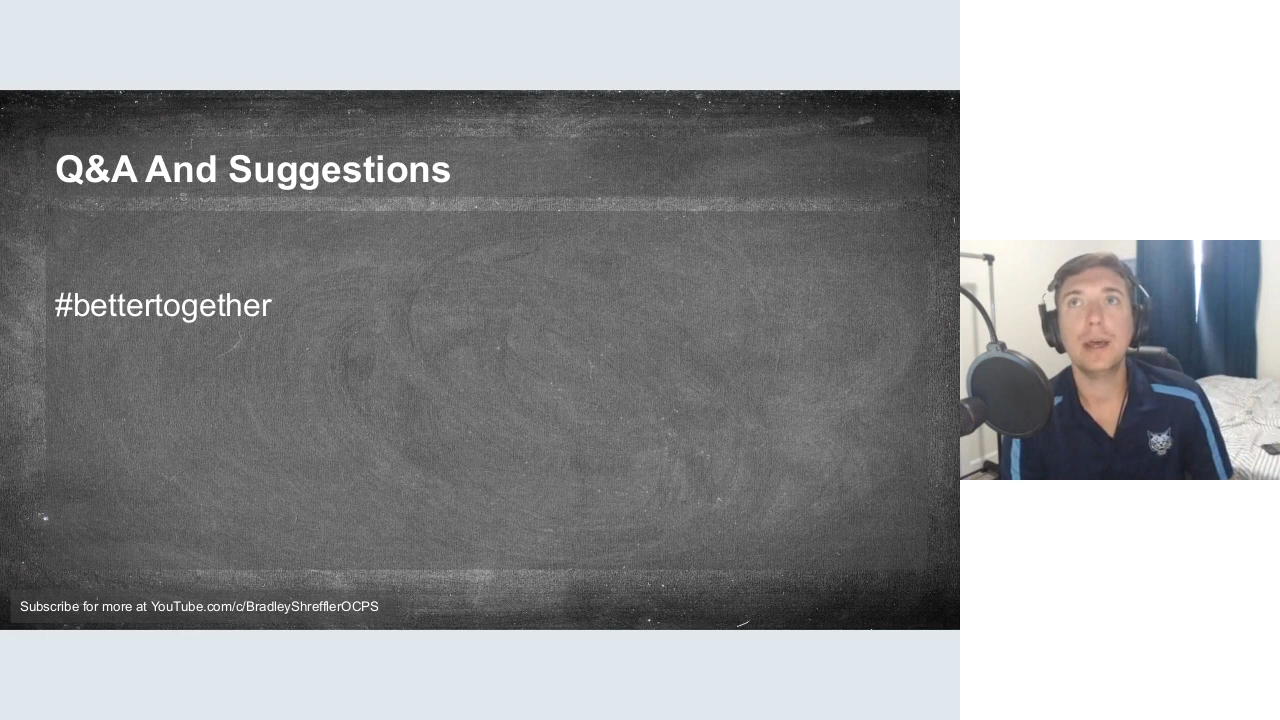 Q&A And Suggestions
#bettertogether
Subscribe for more at YouTube.com/c/BradleyShrefflerOCPS